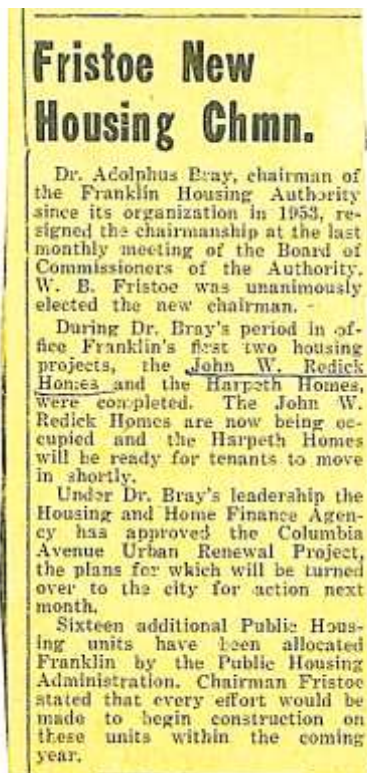 Fristoe New
Housing Chmn.
Dr. Adolphus Bray, chairman of
the Franklin Housing Authority
since its organization in 1953, re-
signed the chairmanship at the last
monthly meeting of the Board of
Commissioners of the Authority.
W. B. Fristoe was unanimously
elected the new chairman.
During Dr. Bray's period in of-
fice Franklin's first two housing
projects, the John W. Redick
Homes and the Harpeth Homes,
were completed. The John W.
Redick Homes are now being oc-
cupied and the Harpeth Homes
will be ready for tenants to move
in shortly.
Under Dr. Bray's leadership the
Housing and Home Finance Agen-
cy has approved the Columbia
Avenue Urban Renewal Project,
the plans for which will be turned
over to the city for action next
month.
Sixteen additional Public Hous-
ing units have been allocated
Franklin by the Public Housing
Administration. Chairman Fristoe
stated that every effort would be
made to begin construction on
these units within the coming
year.